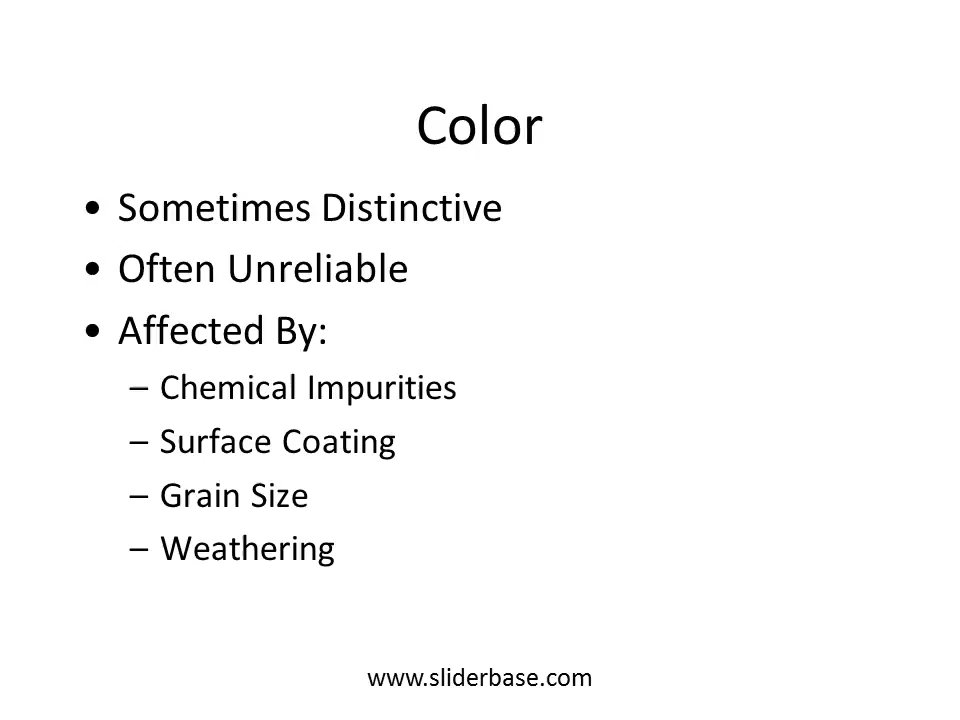 Color
• Sometimes Distinctive
• Often Unreliable
• Affected By:
– Chemical Impurities
– Surface Coating
– Grain Size
– Weathering
www.sliderbase.com